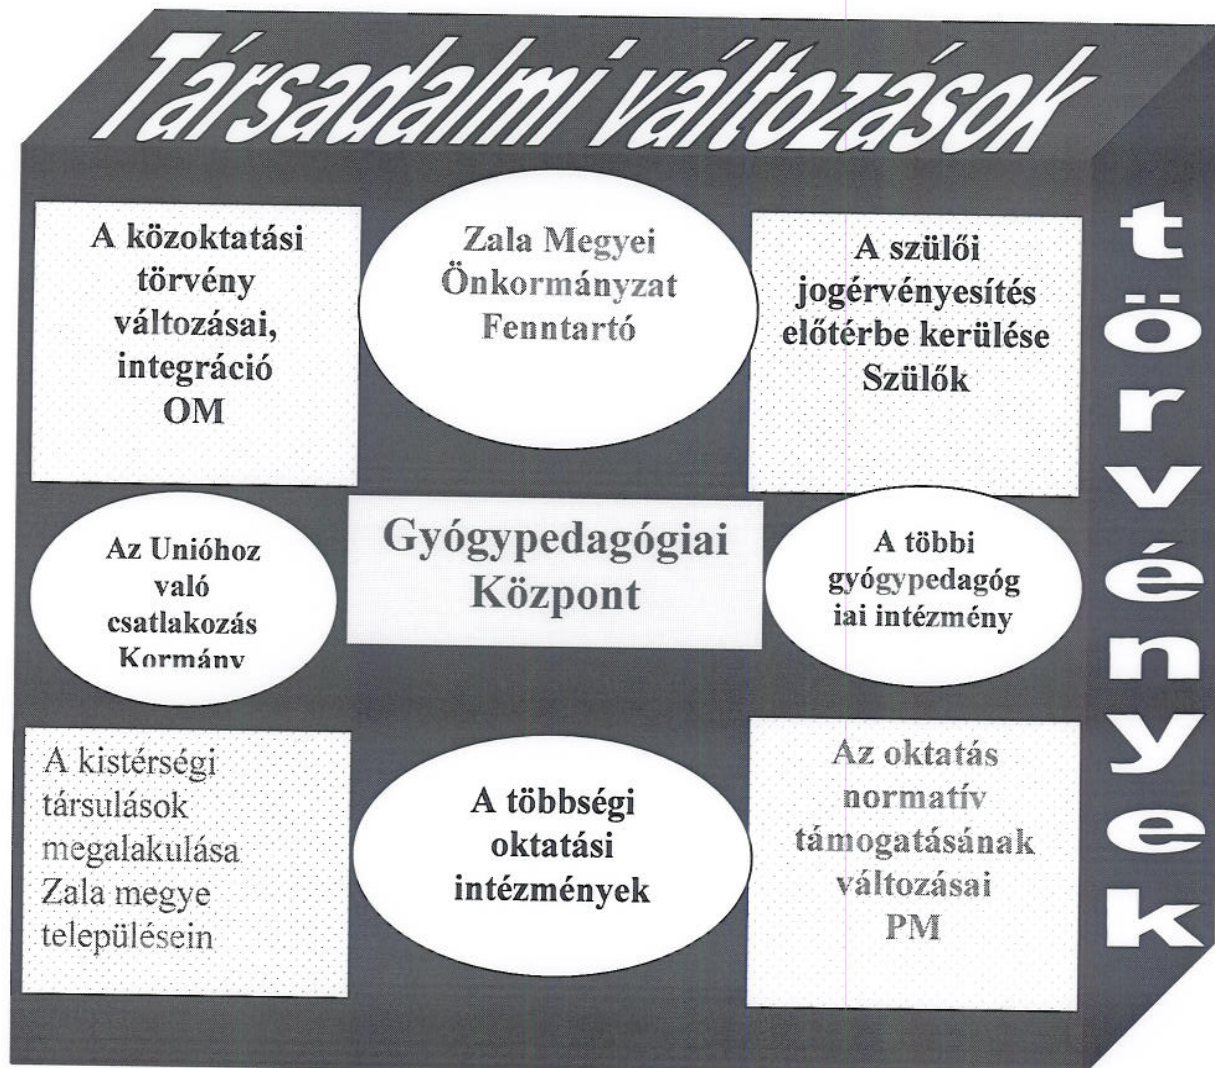 Társadalmi változások
A közoktatási
törvény
változásai,
integráció
OM
Zala Megyei
Önkormányzat
Fenntartó
A szülői
jogérvényesítés
előtérbe kerülése
Szülők
Az Unióhoz
való
csatlakozás
Kormány
Gyógypedagógiai
Központ
A többi
gyógypedagóg
iai intézmény
A kistérségi
társulások
megalakulása
Zala megye
településein
A többségi
oktatási
intézmények
Az oktatás
normatív
támogatásának
változásai
PM
törvények